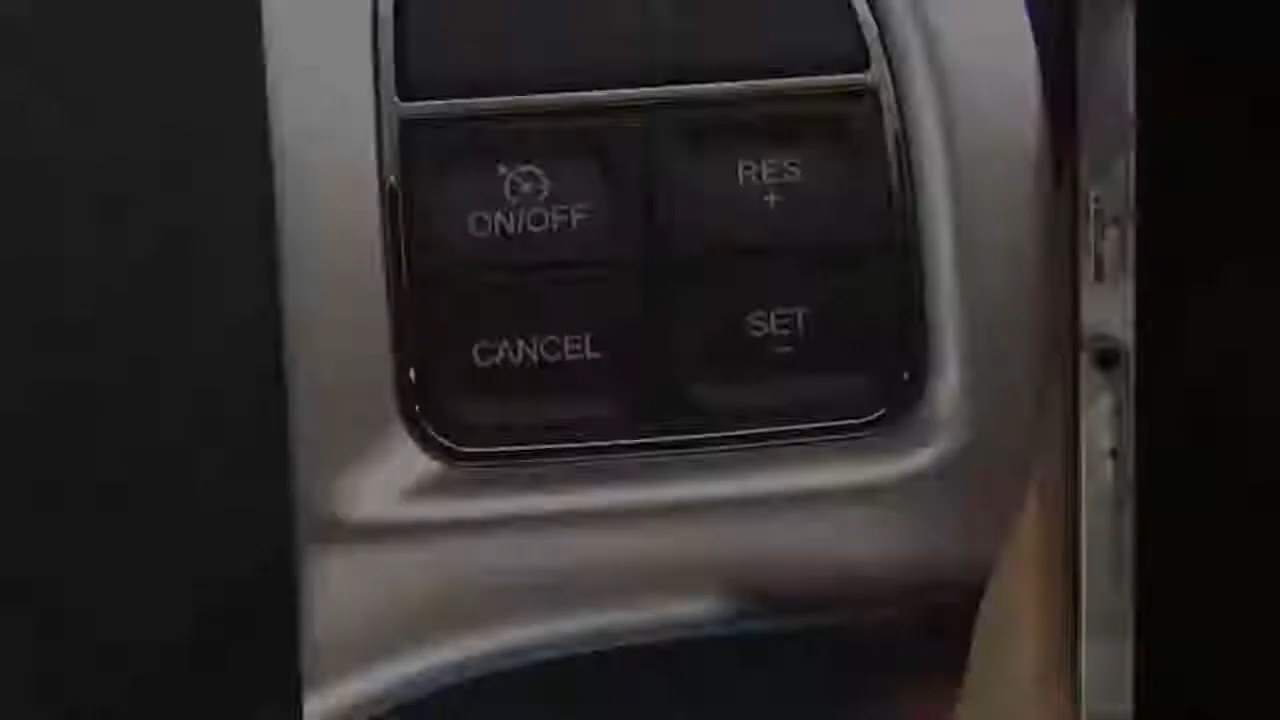 ON/OFF
RES
+
CANCEL
SET
-